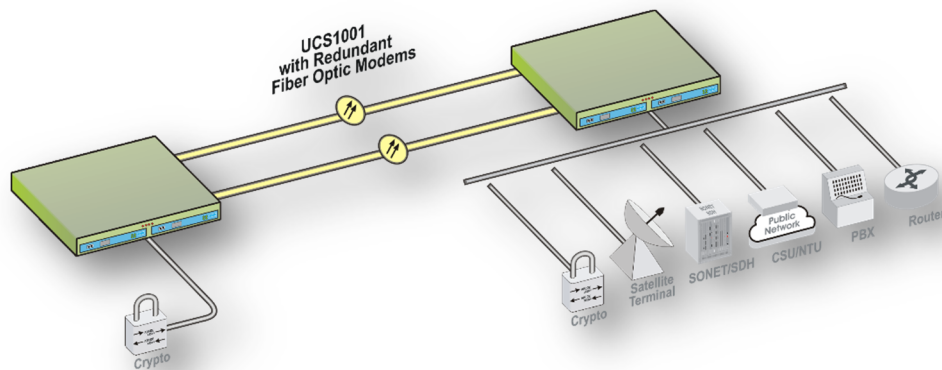 UCS1001
with Redundant
Fiber Optic Modems
Crypto
Crypto
Satellite
Terminal
SONET/SDH
Public
Network
CSU/NTU
PBX
Router